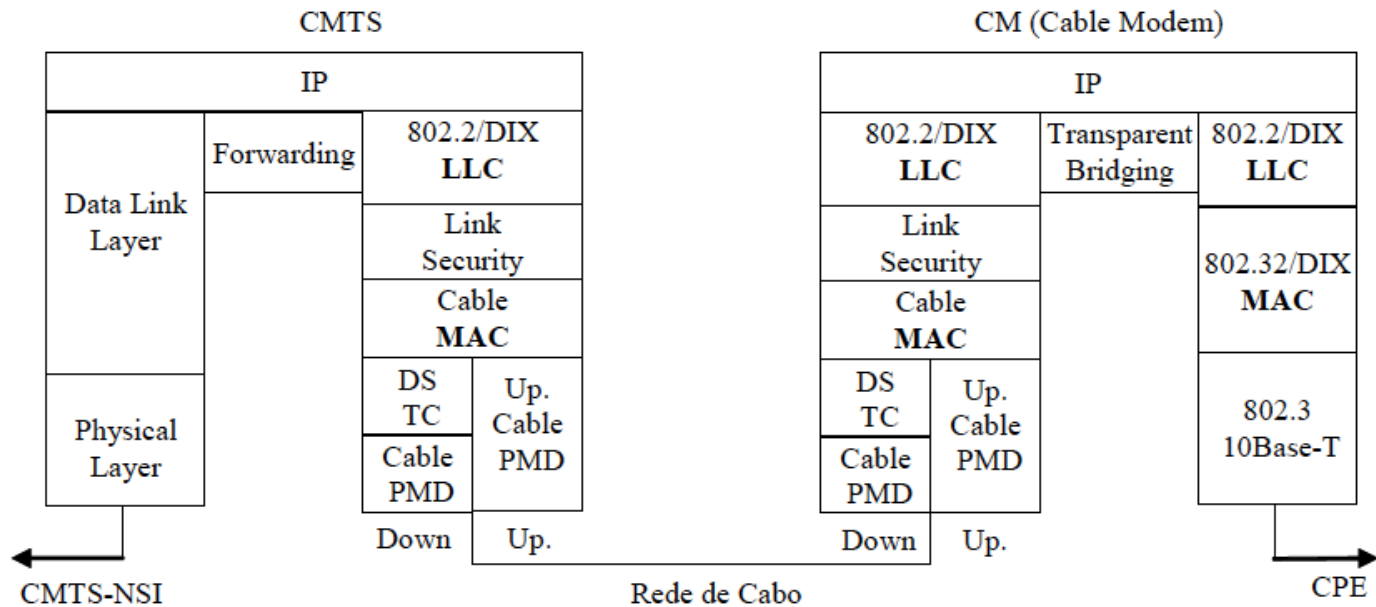 CMTS
CM (Cable Modem)
IP
IP
Data Link
Layer
Forwarding
802.2/DIX
LLC
Link
Security
Cable
MAC
DS
TC
Up.
Cable
PMD
Cable
PMD
Physical
Layer
Down
Up.
CMTS-NSI
802.2/DIX
LLC
Transparent
Bridging
802.2/DIX
LLC
Link
Security
Cable
MAC
802.32/DIX
MAC
DS
TC
Up.
Cable
PMD
Cable
PMD
802.3
10Base-T
Down
Up.
Rede de Cabo
CPE